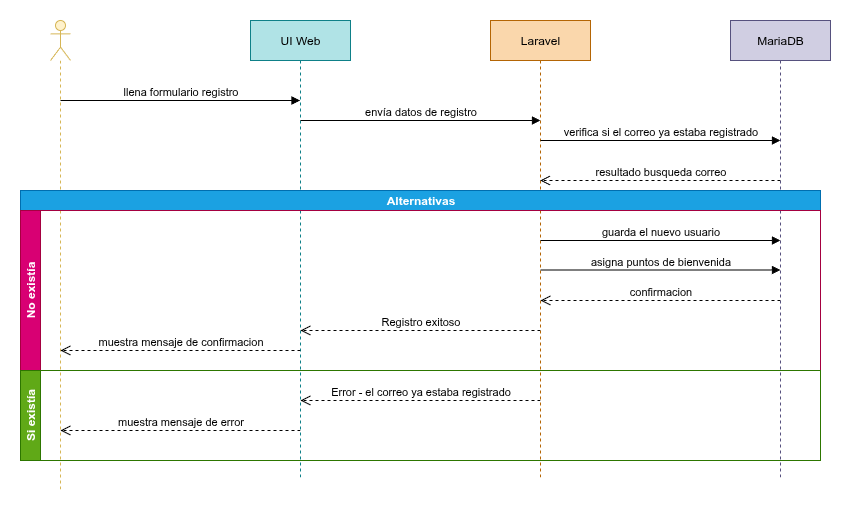 UI Web
Laravel
MariaDB
llena formulario registro
envía datos de registro
verifica si el correo ya estaba registrado
resultado busqueda correo
Alternativas
No existía
guarda el nuevo usuario
asigna puntos de bienvenida
confirmacion
Registro exitoso
muestra mensaje de confirmacion
Si existía
Error - el correo ya estaba registrado
muestra mensaje de error